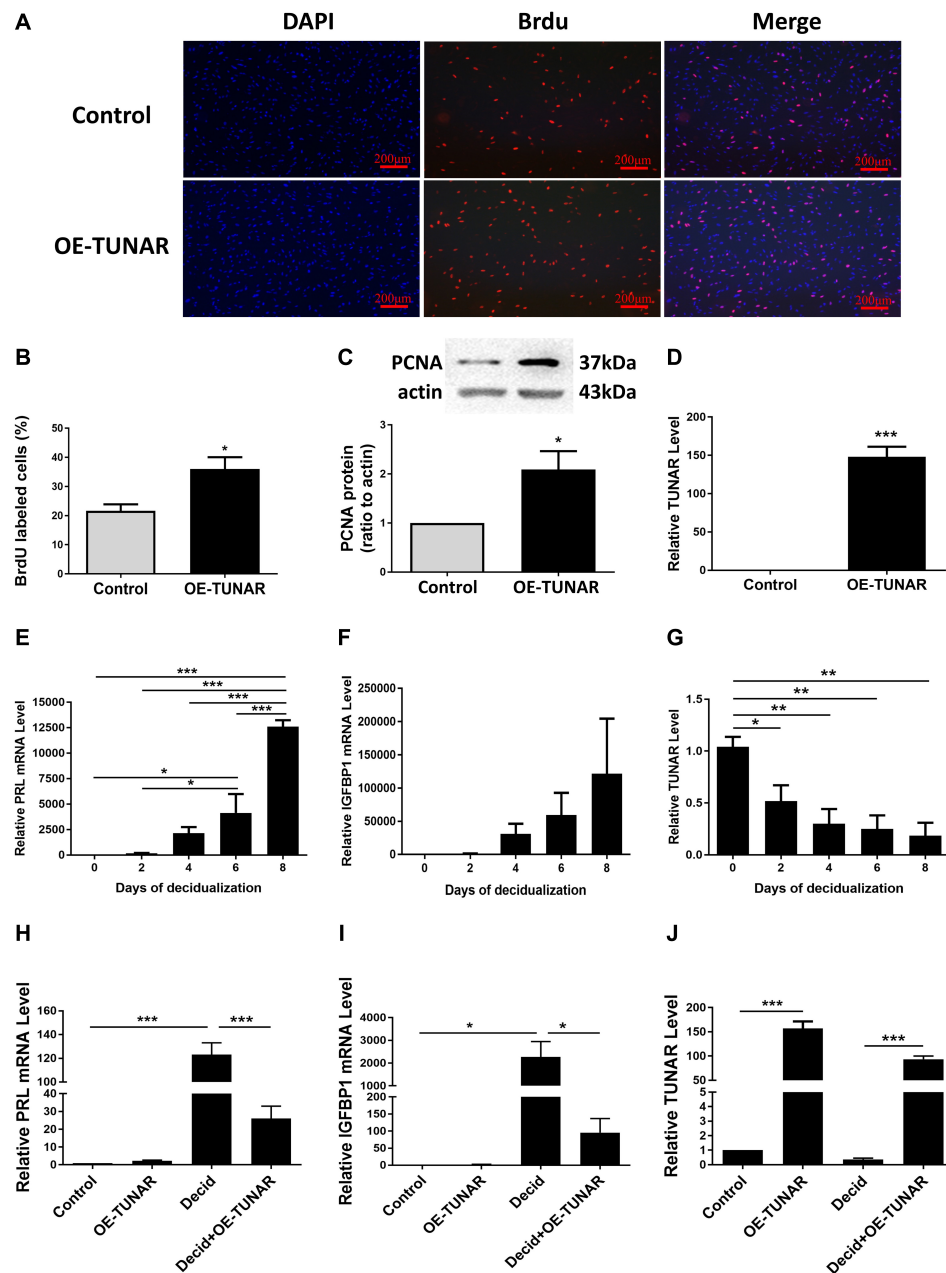 A
DAPI Brdu Merge
Control
200μm 200μm 200μm
OE-TUNAR
200μm 200μm 200μm
B
BrdU labeled cells (%)
50
40
30
20
10
0
*
Control OE-TUNAR
C
PCNA 37kDa
actin 43kDa
PCNA protein
(ratio to actin)
3
2
1
0
*
Control OE-TUNAR
D
Relative TUNAR Level
200
150
100
50
0
***
Control OE-TUNAR
E
Relative PRL mRNA Level
15000
12500
10000
7500
5000
2500
0
***
***
***
***
*
*
0 2 4 6 8
Days of decidualization
F
Relative IGFBP1 mRNA Level
250000
200000
150000
100000
50000
0
0 2 4 6 8
Days of decidualization
G
Relative TUNAR Level
1.5
1.0
0.5
0.0
**
**
**
*
0 2 4 6 8
Days of decidualization
H
Relative PRL mRNA Level
160
140
120
100
40
30
20
10
0
*** ***
Control OE-TUNAR Decid Decid+OE-TUNAR
I
Relative IGFBP1 mRNA Level
4000
3000
2000
1000
200
150
100
50
0
* *
Control OE-TUNAR Decid Decid+OE-TUNAR
J
Relative TUNAR Level
200
150
100
50
5
4
3
2
1
0
***
***
Control OE-TUNAR Decid Decid+OE-TUNAR